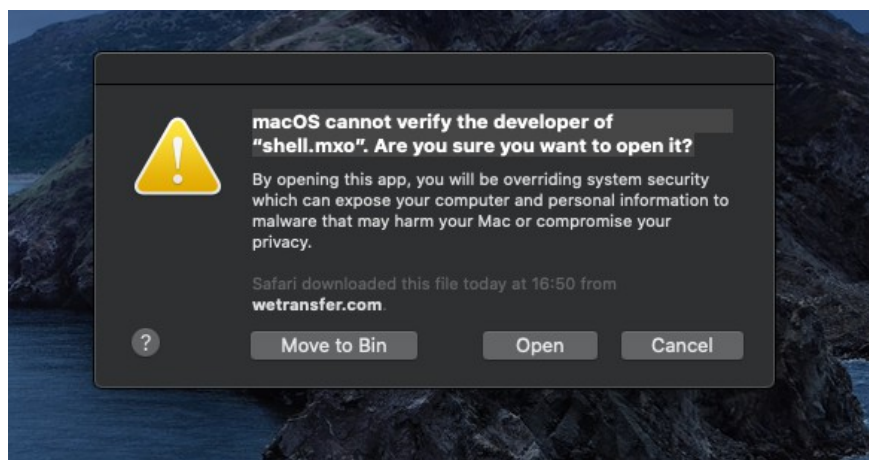 macOS cannot verify the developer of
“shell.mxo”. Are you sure you want to open it?
By opening this app, you will be overriding system security
which can expose your computer and personal information to
malware that may harm your Mac or compromise your
privacy.
Safari downloaded this file today at 16:50 from
wetransfer.com.
?
Move to Bin
Open
Cancel